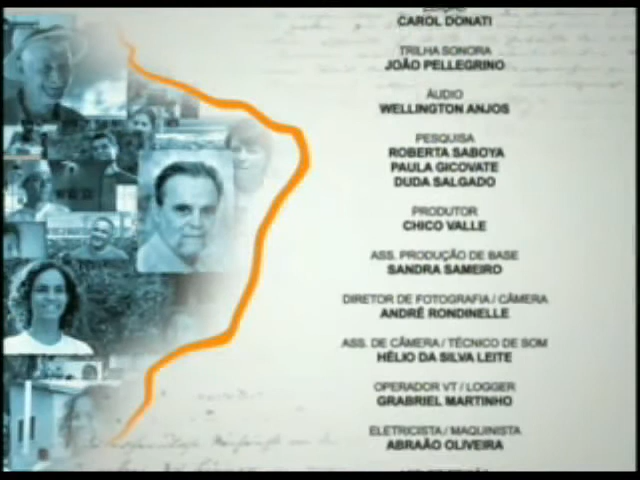 CAROL DONATI
TRILHA SONORA
JOÃO PELLEGRINO
ÁUDIO
WELLINGTON ANJOS
PESQUISA
ROBERTA SABOYA
PAULA GICOVATE
DUDA SALGADO
PRODUTOR
CHICO VALLE
ASS. PRODUÇÃO DE BASE
SANDRA SAMEIRO
DIRETOR DE FOTOGRAFIA / CÂMERA
ANDRÉ RONDINELLE
ASS. DE CÂMERA / TÉCNICO DE SOM
HÉLIO DA SILVA LEITE
OPERADOR VT / LOGGER
GRABRIEL MARTINHO
ELETRICISTA / MAQUINISTA
ABRAÃO OLIVEIRA